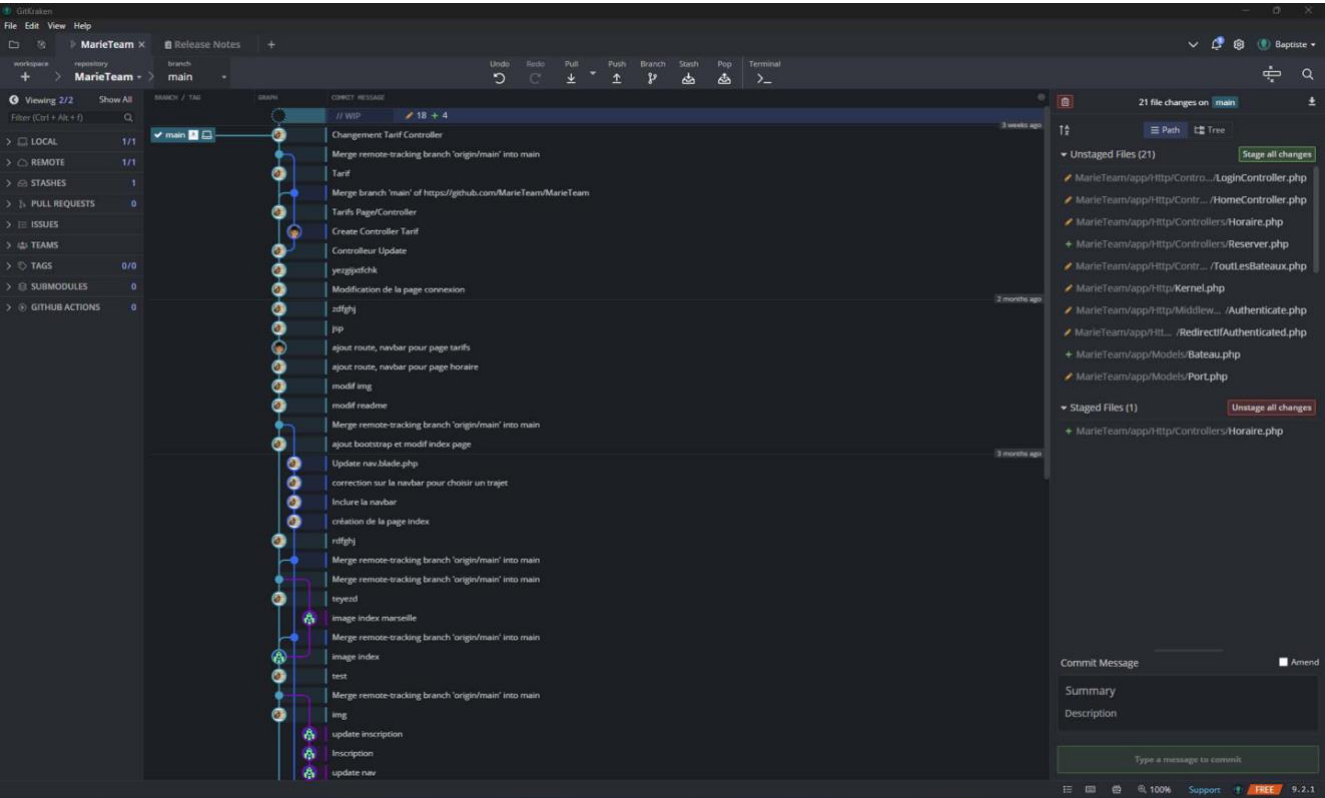 GitKraken
File Edit View Help
MarieTeam ×
Release Notes
+
Baptiste
workspace
repository
MarieTeam
branch
main
Undo
Redo
Pull
Push
Branch
Stash
Pop
Terminal
Viewing 2/2 Show All
Filter (Ctrl + Alt + f)
LOCAL 1/1
REMOTE 1/1
STASHES 1
PULL REQUESTS 0
ISSUES
TEAMS
TAGS 0/0
SUBMODULES 0
GITHUB ACTIONS 0
BRANCH / TAG GRAPH COMMIT MESSAGE
// WIP 18 + 4
3 weeks ago
main
Changement Tarif Controller
Merge remote-tracking branch 'origin/main' into main
Tarif
Merge branch 'main' of https://github.com/MarieTeam/MarieTeam
Tarifs Page/Controller
Create Controller Tarif
Controlleur Update
Modification de la page connexion
2 months ago
zdfghj
jsp
ajout route, navbar pour page tarifs
ajout route, navbar pour page horaire
modif img
modif readme
Merge remote-tracking branch 'origin/main' into main
ajout bootstrap et modif index page
3 months ago
Update nav.blade.php
correction sur la navbar pour choisir un trajet
Inclure la navbar
création de la page index
rdfghj
Merge remote-tracking branch 'origin/main' into main
Merge remote-tracking branch 'origin/main' into main
teyezd
image index marseille
Merge remote-tracking branch 'origin/main' into main
image index
test
Merge remote-tracking branch 'origin/main' into main
img
update inscription
Inscription
update nav
21 file changes on main
Path Tree
Unstaged Files (21) Stage all changes
MarieTeam/app/Http/Contro.../LoginController.php
MarieTeam/app/Http/Contr... /HomeController.php
MarieTeam/app/Http/Controllers/Horaire.php
+ MarieTeam/app/Http/Controllers/Reserver.php
MarieTeam/app/Http/Contr... /ToutLesBateaux.php
MarieTeam/app/Http/Kernel.php
MarieTeam/app/Http/Middlew... /Authenticate.php
MarieTeam/app/Htt... /RedirectIfAuthenticated.php
+ MarieTeam/app/Models/Bateau.php
MarieTeam/app/Models/Port.php
Staged Files (1) Unstage all changes
+ MarieTeam/app/Http/Controllers/Horaire.php
Commit Message Amend
Summary
Description
Type a message to commit
100% Support FREE 9.2.1